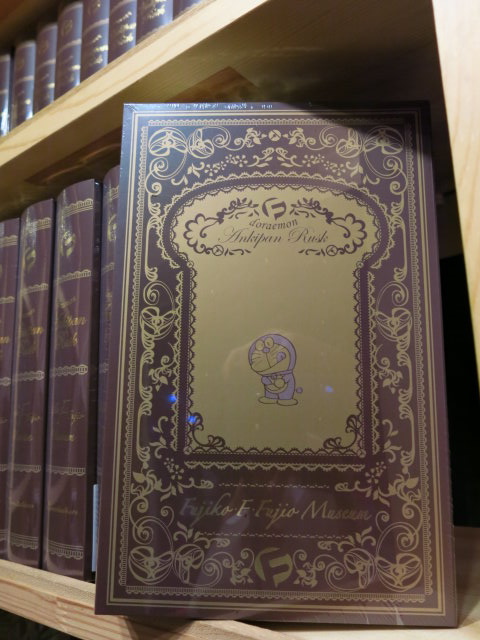 doraemon
Ankipan Rusk
Fujiko F・Fujio Museum